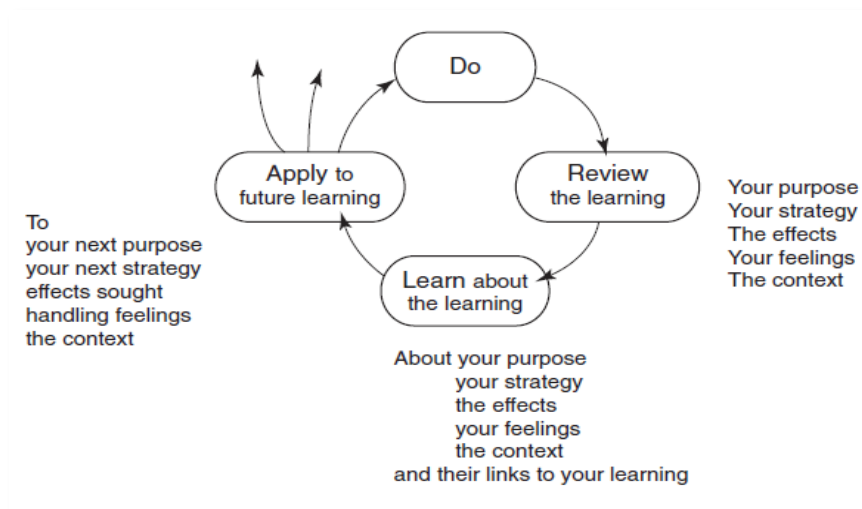 Do
Review
the learning
Your purpose
Your strategy
The effects
Your feelings
The context
Learn about
the learning
About your purpose
your strategy
the effects
your feelings
the context
and their links to your learning
Apply to
future learning
To
your next purpose
your next strategy
effects sought
handling feelings
the context